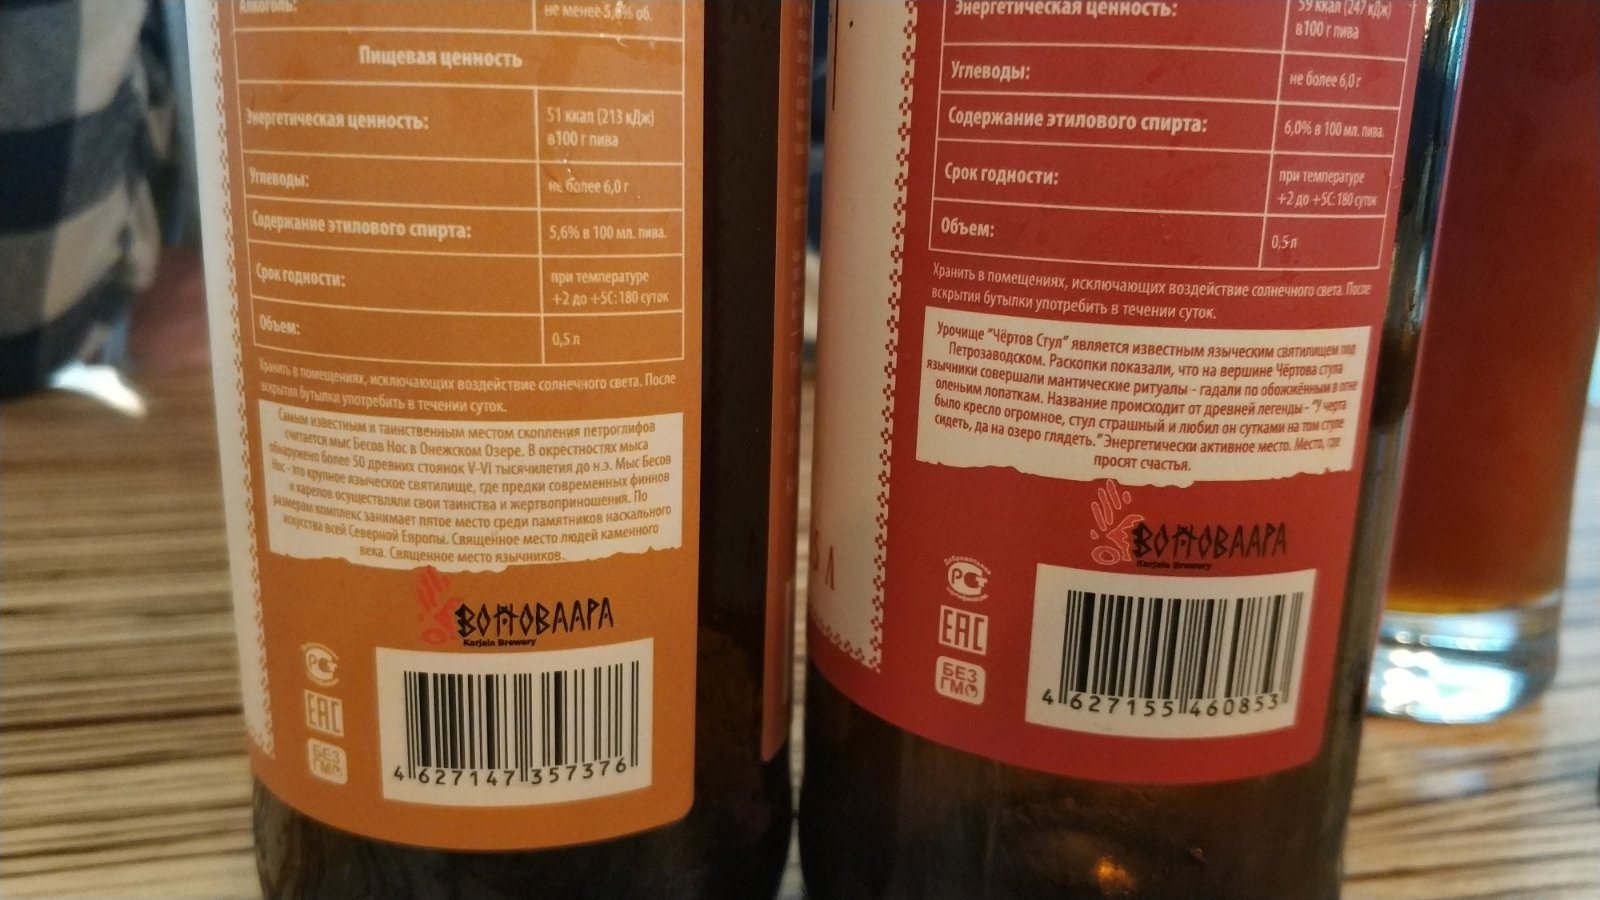 Алкоголь:
не менее 5,6% об.
Пищевая ценность
Энергетическая ценность:
51 ккал (213 кДж)
в100 г пива
Углеводы:
не более 6,0 г
Содержание этилового спирта:
5,6% в 100 мл. пива.
Срок годности:
при температуре
+2 до +5С: 180 суток
Объем:
0,5 л
Хранить в помещениях, исключающих воздействие солнечного света. После
вскрытия бутылки употребить в течении суток.
Самым известным и таинственным местом скопления петроглифов
считается мыс Бесов Нос в Онежском Озере. В окрестностях мыса
обнаружено более 50 древних стоянок V-VI тысячилетия до н.э. Мыс Бесов
Нос - это крупное языческое святилище, где предки современных финнов
и карелов осуществляли свои таинства и жертвоприношения. По
размерам комплекс занимает пятое место среди памятников наскального
искусства всей Северной Европы. Священное место людей каменного
века. Священное место язычников.
ВОТТОВААРА
Karjala Brewery
РСТ
ЕАС
БЕЗ
ГМО
4 627147 357376
Энергетическая ценность:
59 ккал (247 кДж)
в100 г пива
Углеводы:
не более 6,0 г
Содержание этилового спирта:
6,0% в 100 мл. пива.
Срок годности:
при температуре
+2 до +5С: 180 суток
Объем:
0,5 л
Хранить в помещениях, исключающих воздействие солнечного света. После
вскрытия бутылки употребить в течении суток.
Урочище "Чёртов Стул" является известным языческим святилищем под
Петрозаводском. Раскопки показали, что на вершине Чёртова стула
язычники совершали мантические ритуалы - гадали по обожжённым в огне
оленьим лопаткам. Название происходит от древней легенды - "У черта
было кресло огромное, стул страшный и любил он сутками на том стуле
сидеть, да на озеро глядеть." Энергетически активное место. Место, где
просят счастья.
ВОТТОВААРА
Karjala Brewery
Добровольная
РСТ
сертификация
ЕАС
БЕЗ
ГМО
4 627155 460853
5 Л